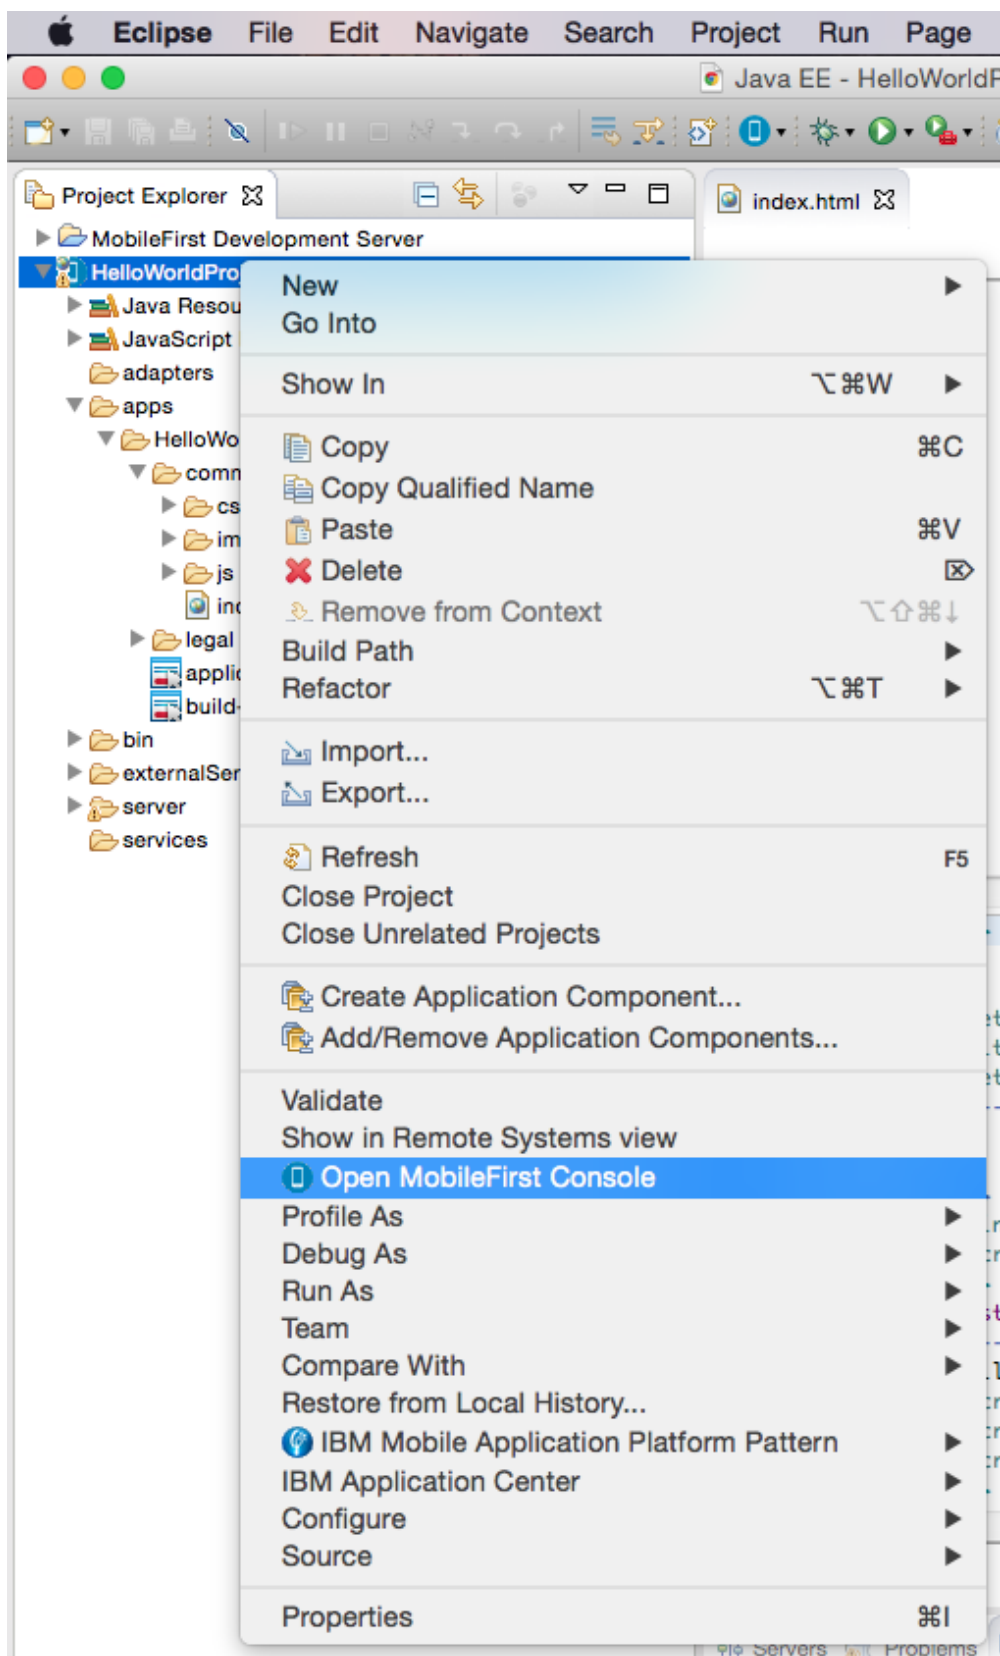 Eclipse File Edit Navigate Search Project Run Page
Java EE - HelloWorldP
Project Explorer
index.html
MobileFirst Development Server
HelloWorldPro
New
Java Resou
Go Into
JavaScript
adapters
Show In ⌥⌘W
apps
HelloWo
Copy ⌘C
comm
Copy Qualified Name
cs
Paste ⌘V
im
Delete ⌦
js
ind
Remove from Context ⌥⇧⌘↓
legal
Build Path
applic
Refactor ⌥⌘T
build-
bin
Import...
externalSer
Export...
server
services
Refresh F5
Close Project
Close Unrelated Projects
Create Application Component...
Add/Remove Application Components...
Validate
Show in Remote Systems view
Open MobileFirst Console
Profile As
Debug As
Run As
Team
Compare With
Restore from Local History...
IBM Mobile Application Platform Pattern
IBM Application Center
Configure
Source
Properties ⌘I
Servers Problems